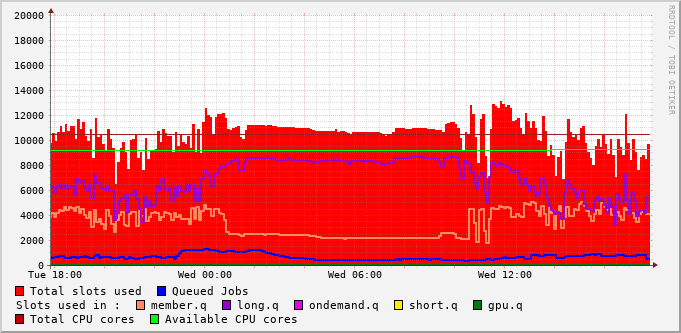 20000
18000
16000
14000
12000
10000
8000
6000
4000
2000
0
Tue 18:00 Wed 00:00 Wed 06:00 Wed 12:00
RRDTOOL / TOBI OETIKER
Total slots used Queued Jobs
Slots used in : member.q long.q ondemand.q short.q gpu.q
Total CPU cores Available CPU cores